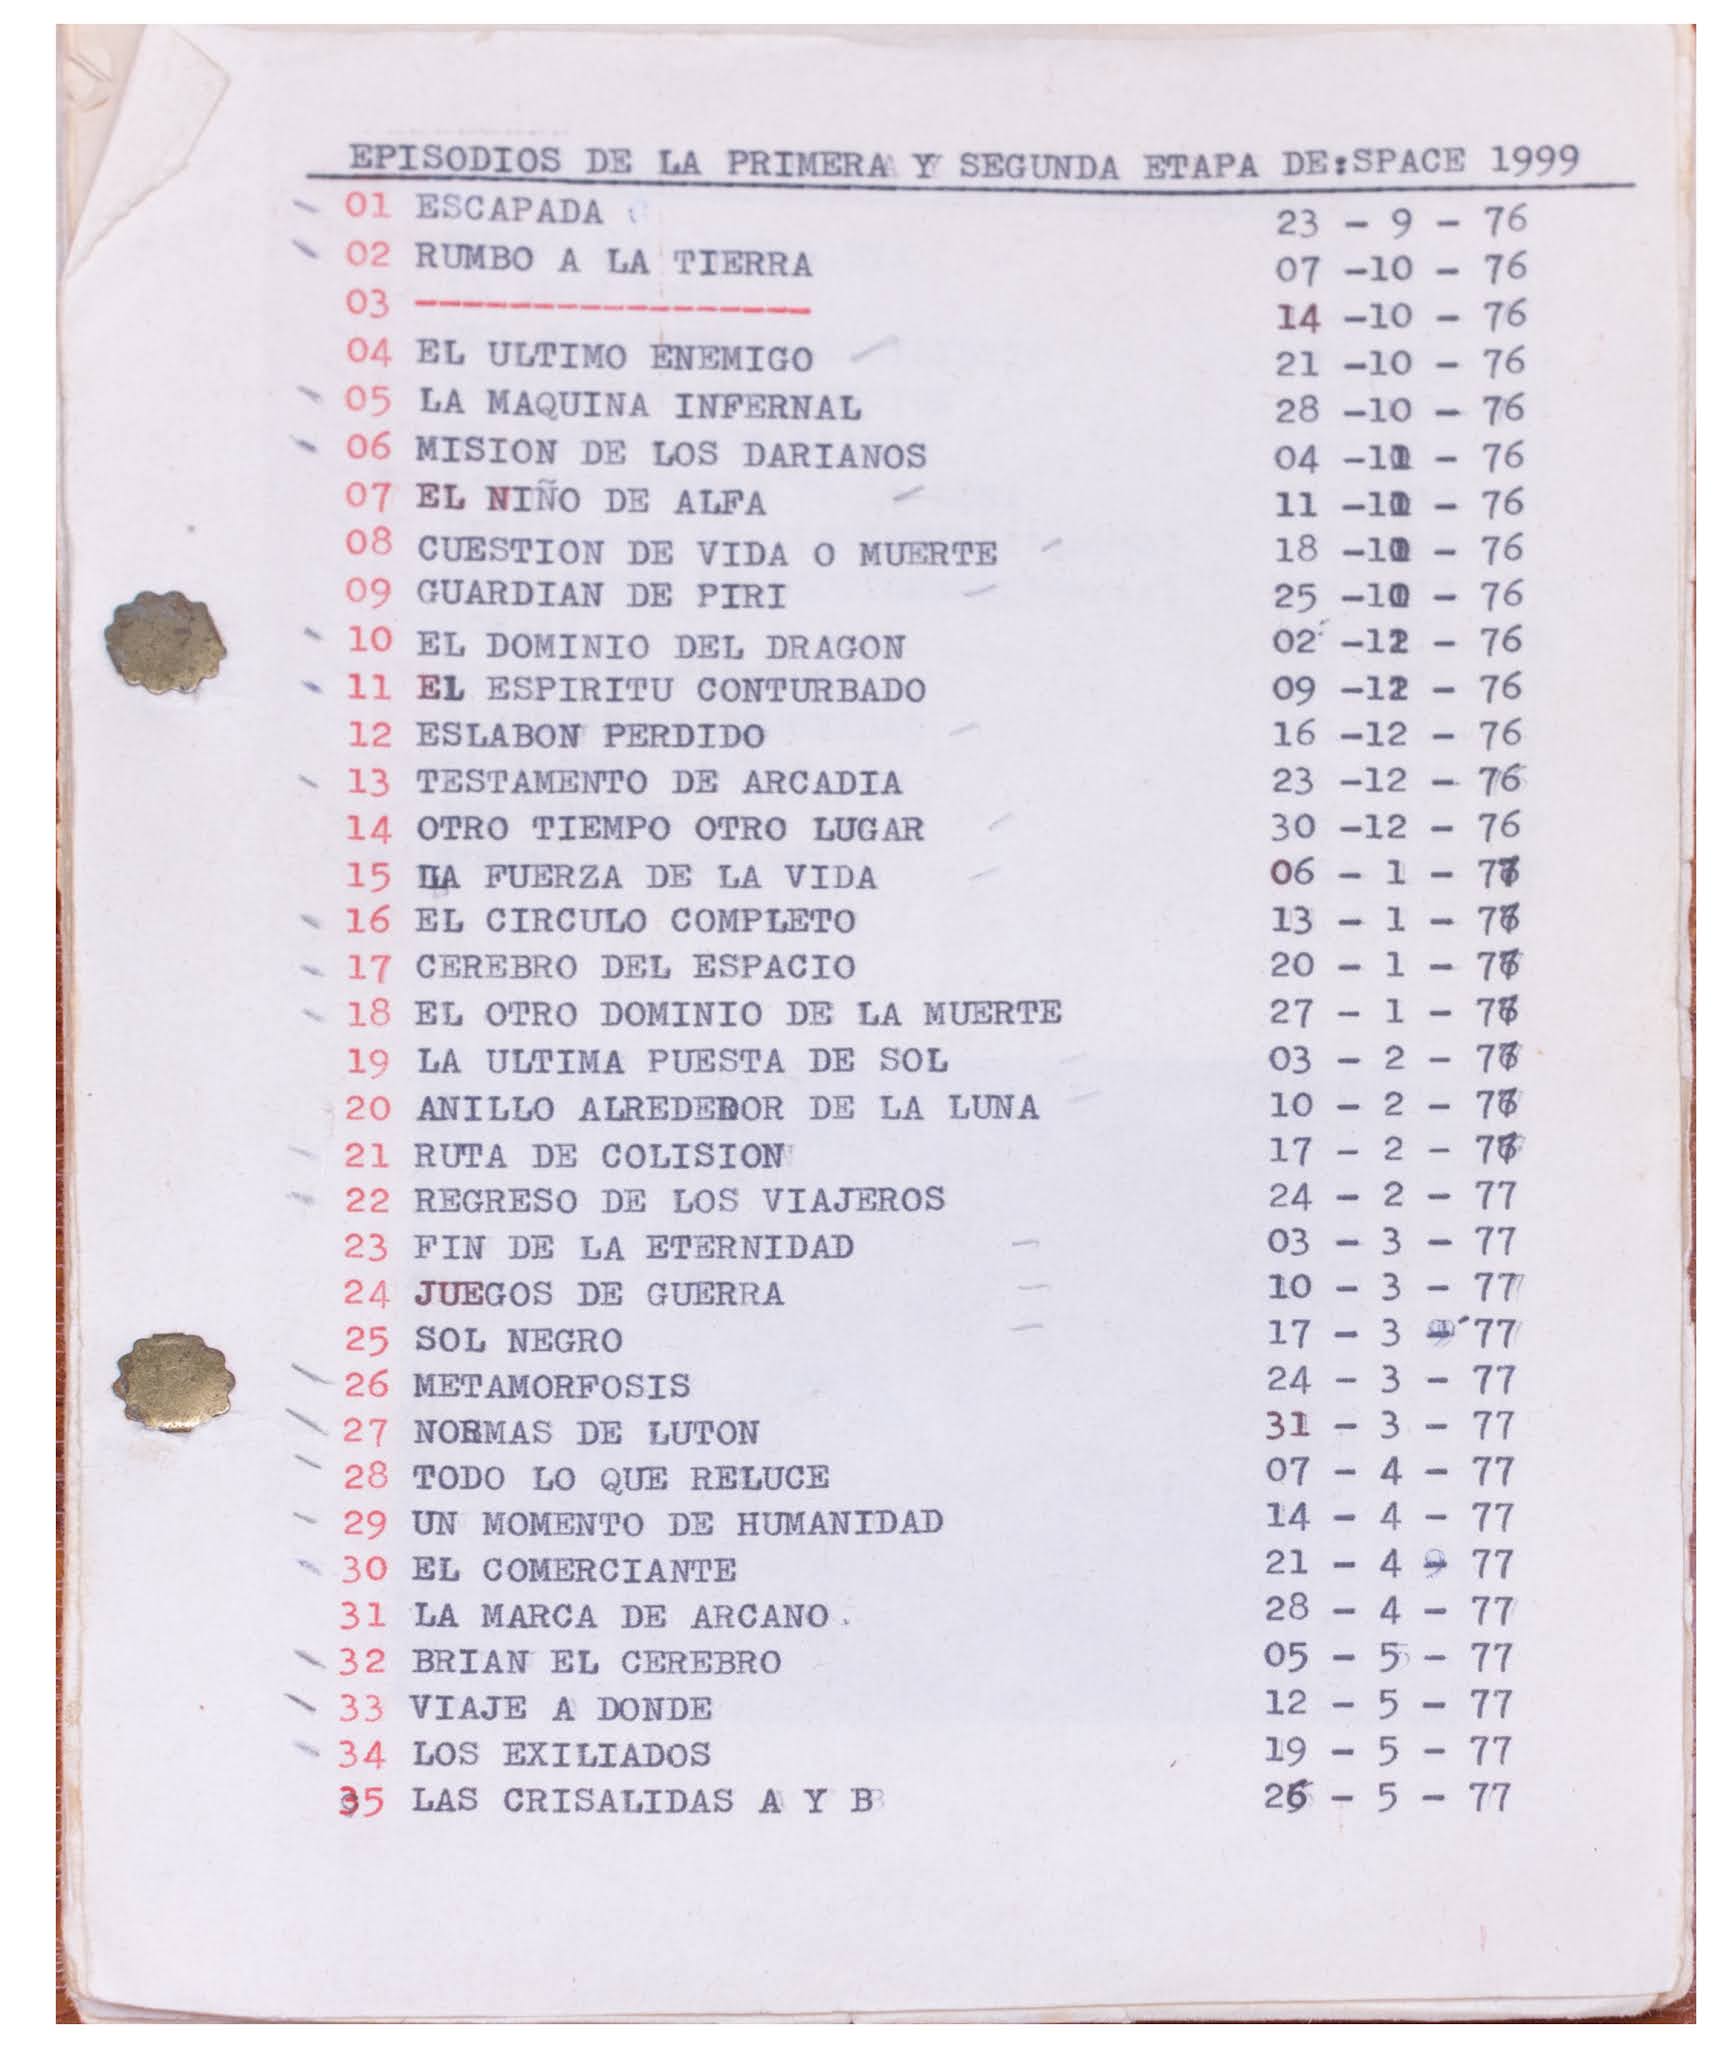 EPISODIOS DE LA PRIMERA Y SEGUNDA ETAPA DE:SPACE 1999
01 ESCAPADA 23 - 9 - 76
02 RUMBO A LA TIERRA 07 -10 - 76
03 ----------------- 14 -10 - 76
04 EL ULTIMO ENEMIGO 21 -10 - 76
05 LA MAQUINA INFERNAL 28 -10 - 76
06 MISION DE LOS DARIANOS 04 -11 - 76
07 EL NIÑO DE ALFA 11 -11 - 76
08 CUESTION DE VIDA O MUERTE 18 -11 - 76
09 GUARDIAN DE PIRI 25 -11 - 76
10 EL DOMINIO DEL DRAGON 02 -12 - 76
11 EL ESPIRITU CONTURBADO 09 -12 - 76
12 ESLABON PERDIDO 16 -12 - 76
13 TESTAMENTO DE ARCADIA 23 -12 - 76
14 OTRO TIEMPO OTRO LUGAR 30 -12 - 76
15 LA FUERZA DE LA VIDA 06 - 1 - 77
16 EL CIRCULO COMPLETO 13 - 1 - 77
17 CEREBRO DEL ESPACIO 20 - 1 - 77
18 EL OTRO DOMINIO DE LA MUERTE 27 - 1 - 77
19 LA ULTIMA PUESTA DE SOL 03 - 2 - 77
20 ANILLO ALREDEDOR DE LA LUNA 10 - 2 - 77
21 RUTA DE COLISION 17 - 2 - 77
22 REGRESO DE LOS VIAJEROS 24 - 2 - 77
23 FIN DE LA ETERNIDAD 03 - 3 - 77
24 JUEGOS DE GUERRA 10 - 3 - 77
25 SOL NEGRO 17 - 3 - 77
26 METAMORFOSIS 24 - 3 - 77
27 NORMAS DE LUTON 31 - 3 - 77
28 TODO LO QUE RELUCE 07 - 4 - 77
29 UN MOMENTO DE HUMANIDAD 14 - 4 - 77
30 EL COMERCIANTE 21 - 4 - 77
31 LA MARCA DE ARCANO. 28 - 4 - 77
32 BRIAN EL CEREBRO 05 - 5 - 77
33 VIAJE A DONDE 12 - 5 - 77
34 LOS EXILIADOS 19 - 5 - 77
35 LAS CRISALIDAS A Y B 26 - 5 - 77